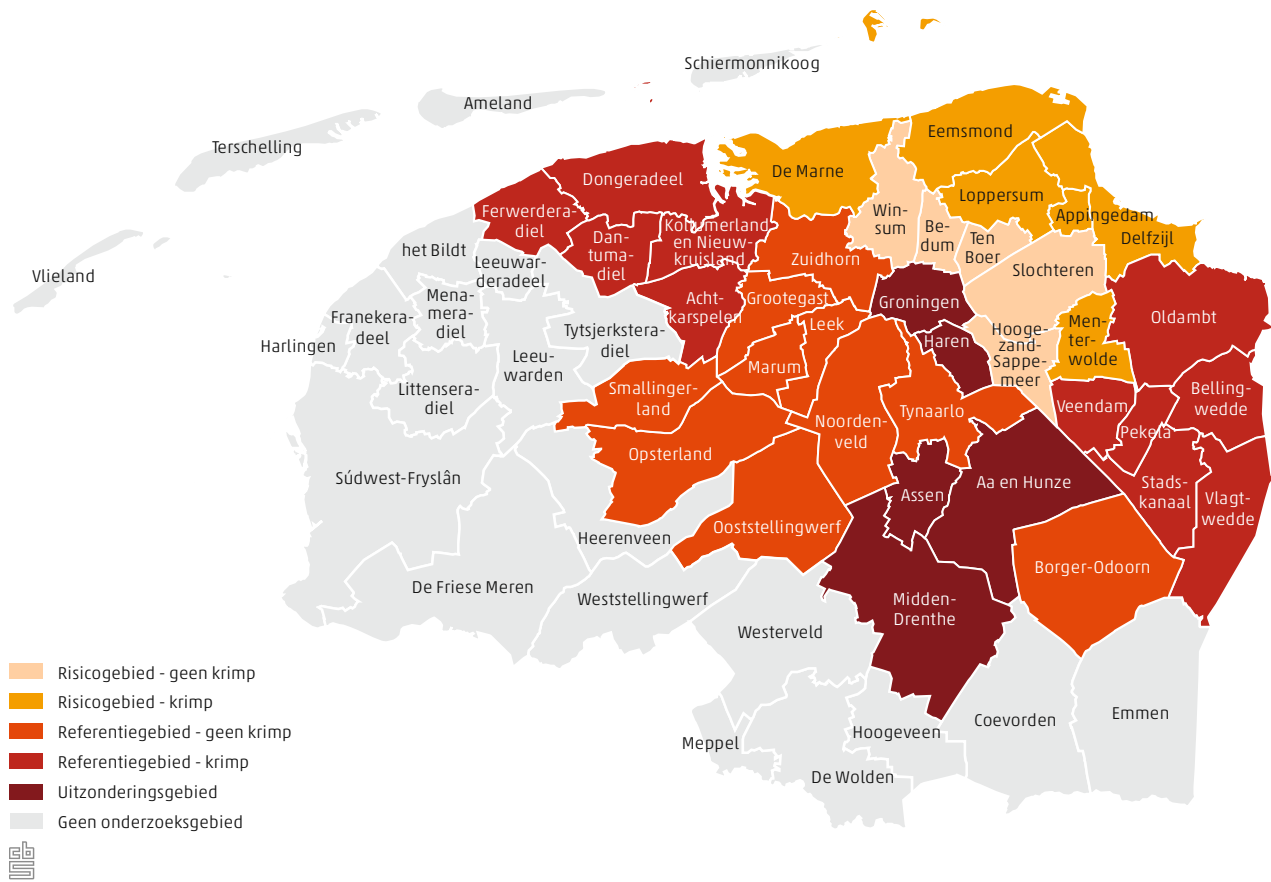 Schiermonnikoog
Ameland
Terschelling
Vlieland
Eemsmond
De Marne
Dongeradeel
Loppersum
Ferwerdera-
diel
Win-
sum
Appingedam
Kollumerland
en Nieuw-
kruisland
Be-
dum
Delfzijl
Dan-
tuma-
diel
Ten
Boer
het Bildt
Zuidhorn
Leeuwar-
deradeel
Slochteren
Mena-
mera-
diel
Acht-
karspelen
Grootegast
Groningen
Franekera-
deel
Leek
Oldambt
Men-
ter-
wolde
Tytsjerkstera-
diel
Hooge-
zand-
Sappe-
meer
Haren
Harlingen
Leeu-
warden
Marum
Littensera-
diel
Smallinger-
land
Belling-
wedde
Veendam
Tynaarlo
Noorden-
veld
Pekela
Opsterland
Súdwest-Fryslân
Aa en Hunze
Stads-
kanaal
Assen
Vlagt-
wedde
Ooststellingwerf
Heerenveen
Borger-Odoorn
De Friese Meren
Weststellingwerf
Midden-
Drenthe
Westerveld
Emmen
Coevorden
Hoogeveen
Meppel
De Wolden
Risicogebied - geen krimp
Risicogebied - krimp
Referentiegebied - geen krimp
Referentiegebied - krimp
Uitzonderingsgebied
Geen onderzoeksgebied
cbs